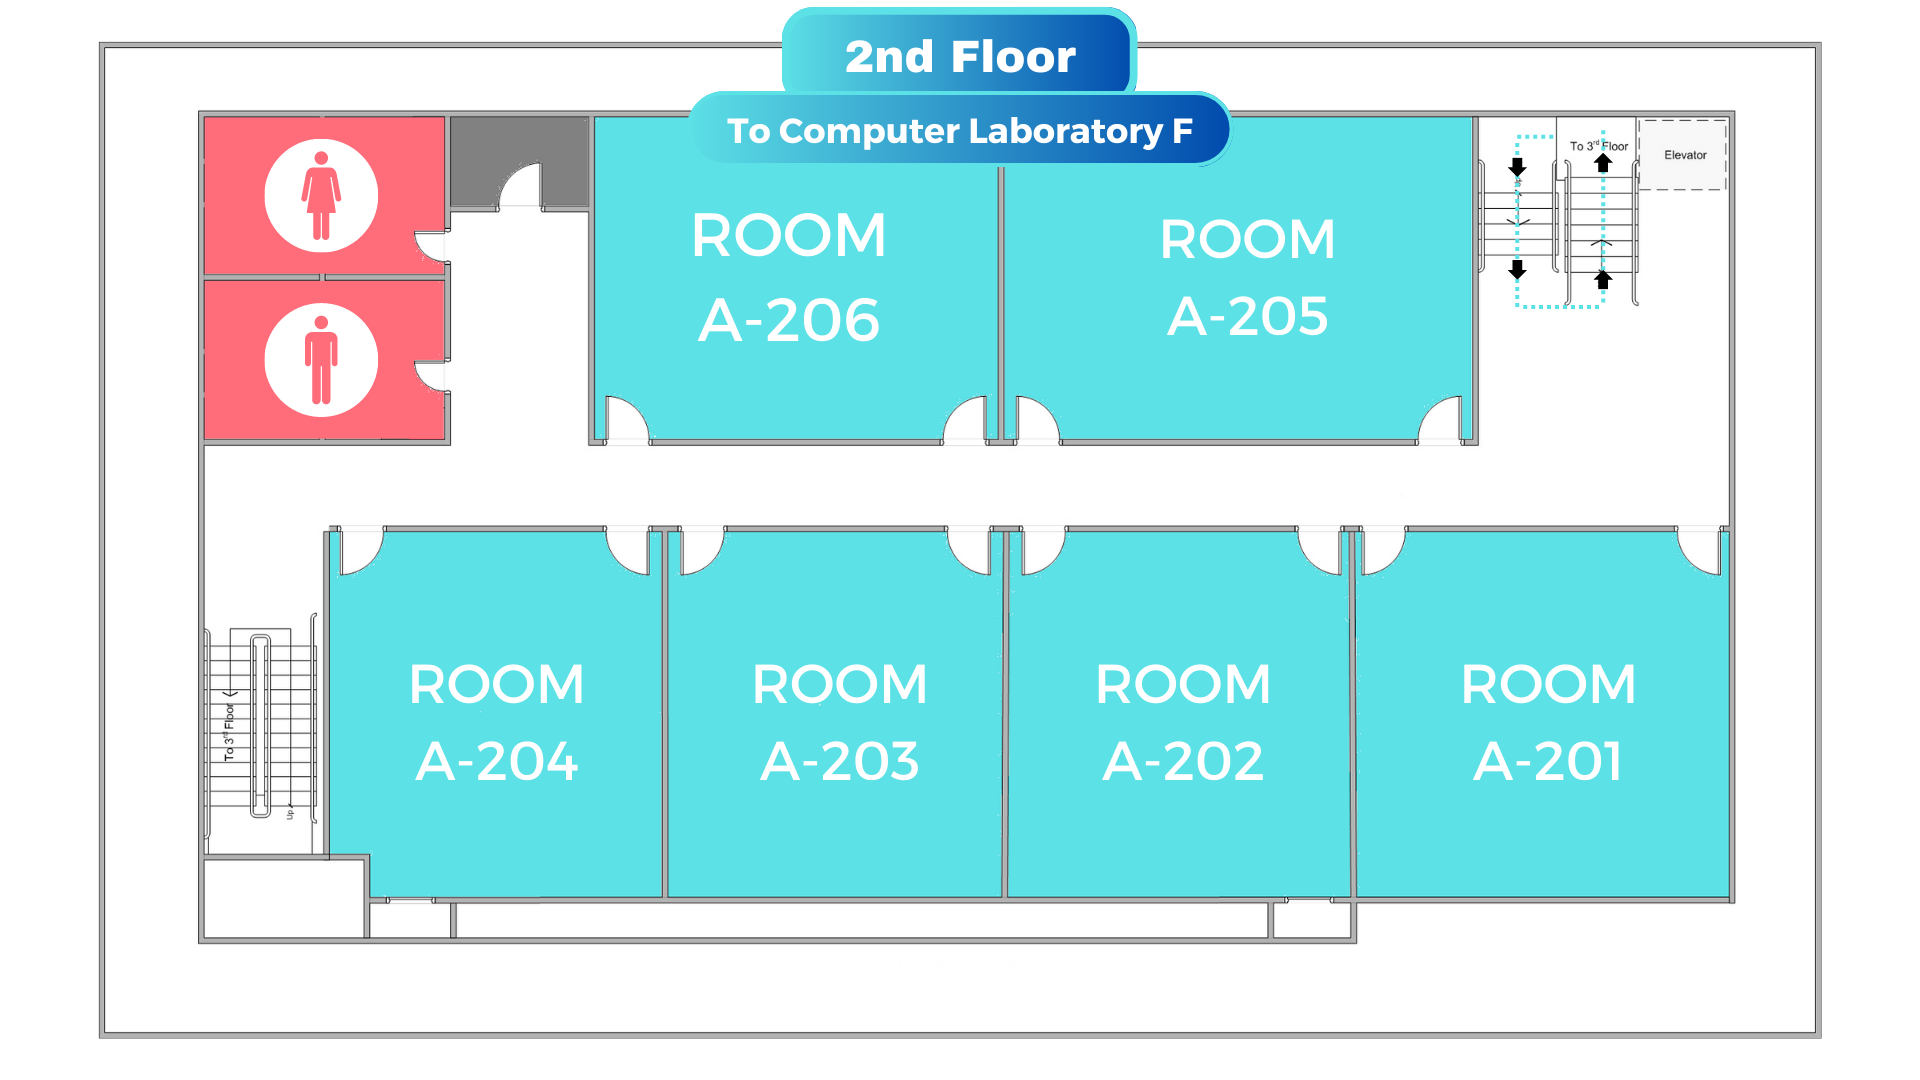 2nd Floor
To Computer Laboratory F
To 3rd Floor
Elevator
ROOM
A-206
ROOM
A-205
ROOM
A-204
ROOM
A-203
ROOM
A-202
ROOM
A-201
To 3rd Floor
Up